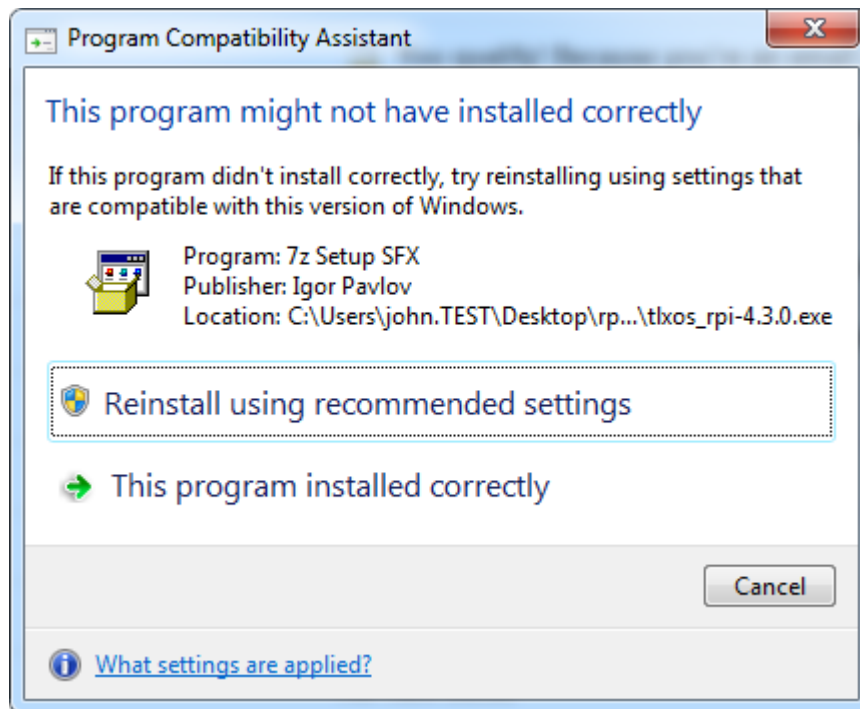 Program Compatibility Assistant
This program might not have installed correctly
If this program didn't install correctly, try reinstalling using settings that
are compatible with this version of Windows.
Program: 7z Setup SFX
Publisher: Igor Pavlov
Location: C:\Users\john.TEST\Desktop\rp...\tlxos_rpi-4.3.0.exe
Reinstall using recommended settings
This program installed correctly
Cancel
What settings are applied?